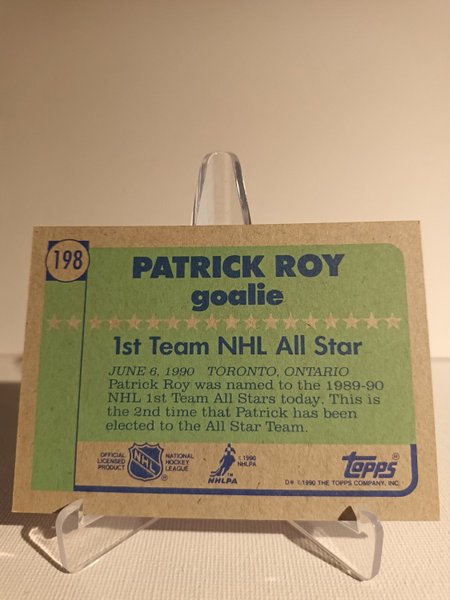 198
PATRICK ROY
goalie
1st Team NHL All Star
JUNE 6, 1990 TORONTO, ONTARIO
Patrick Roy was named to the 1989-90
NHL 1st Team All Stars today. This is
the 2nd time that Patrick has been
elected to the All Star Team.
OFFICIAL
LICENSED
PRODUCT
NHL
NATIONAL
HOCKEY
LEAGUE
© 1990
NHLPA
NHLPA
topps®
D* © 1990 THE TOPPS COMPANY, INC.